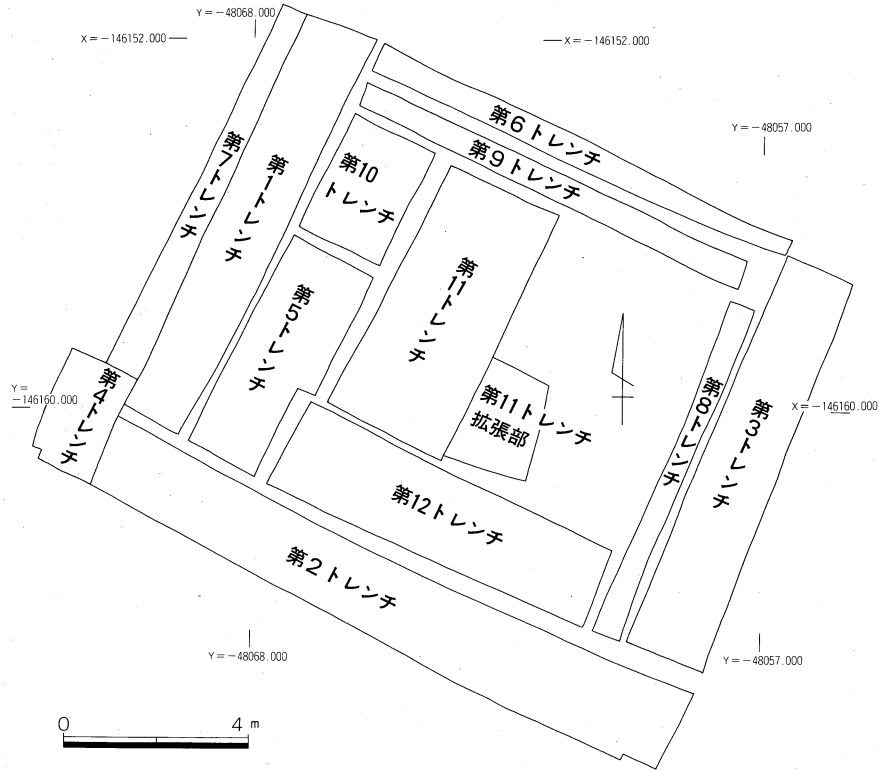 Y＝−48068.000
X＝−146152.000
X＝−146152.000
第6トレンチ
Y＝−48057.000
第7トレンチ
第1トレンチ
第10
トレンチ
第9トレンチ
第5トレンチ
第11トレンチ
第4トレンチ
Y＝
−146160.000
第11トレンチ
拡張部
第8トレンチ
第3トレンチ
X＝−146160.000
第12トレンチ
第2トレンチ
Y＝−48068.000
Y＝−48057.000
0 4 m